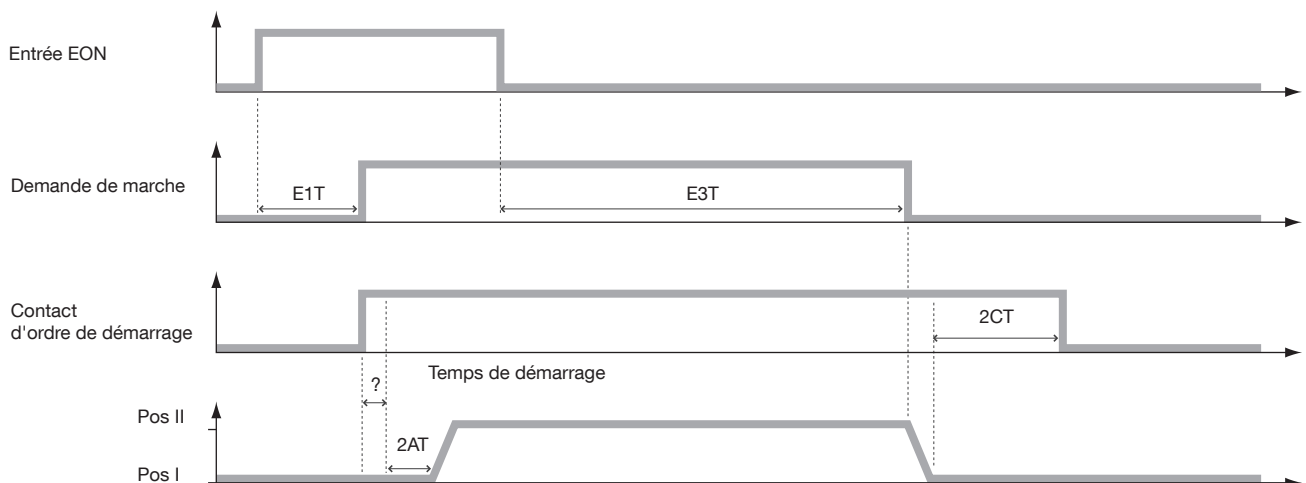 Entrée EON
Demande de marche
E1T
E3T
Contact
d'ordre de démarrage
2CT
Temps de démarrage
?
Pos II
2AT
Pos I